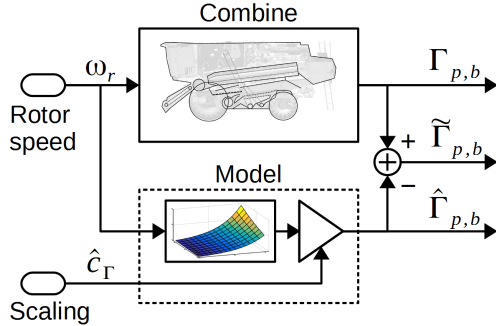 Combine
ω_r
Γ_{p,b}
Rotor
speed
+
Γ̃_{p,b}
Model
−
Γ̂_{p,b}
ĉ_Γ
Scaling